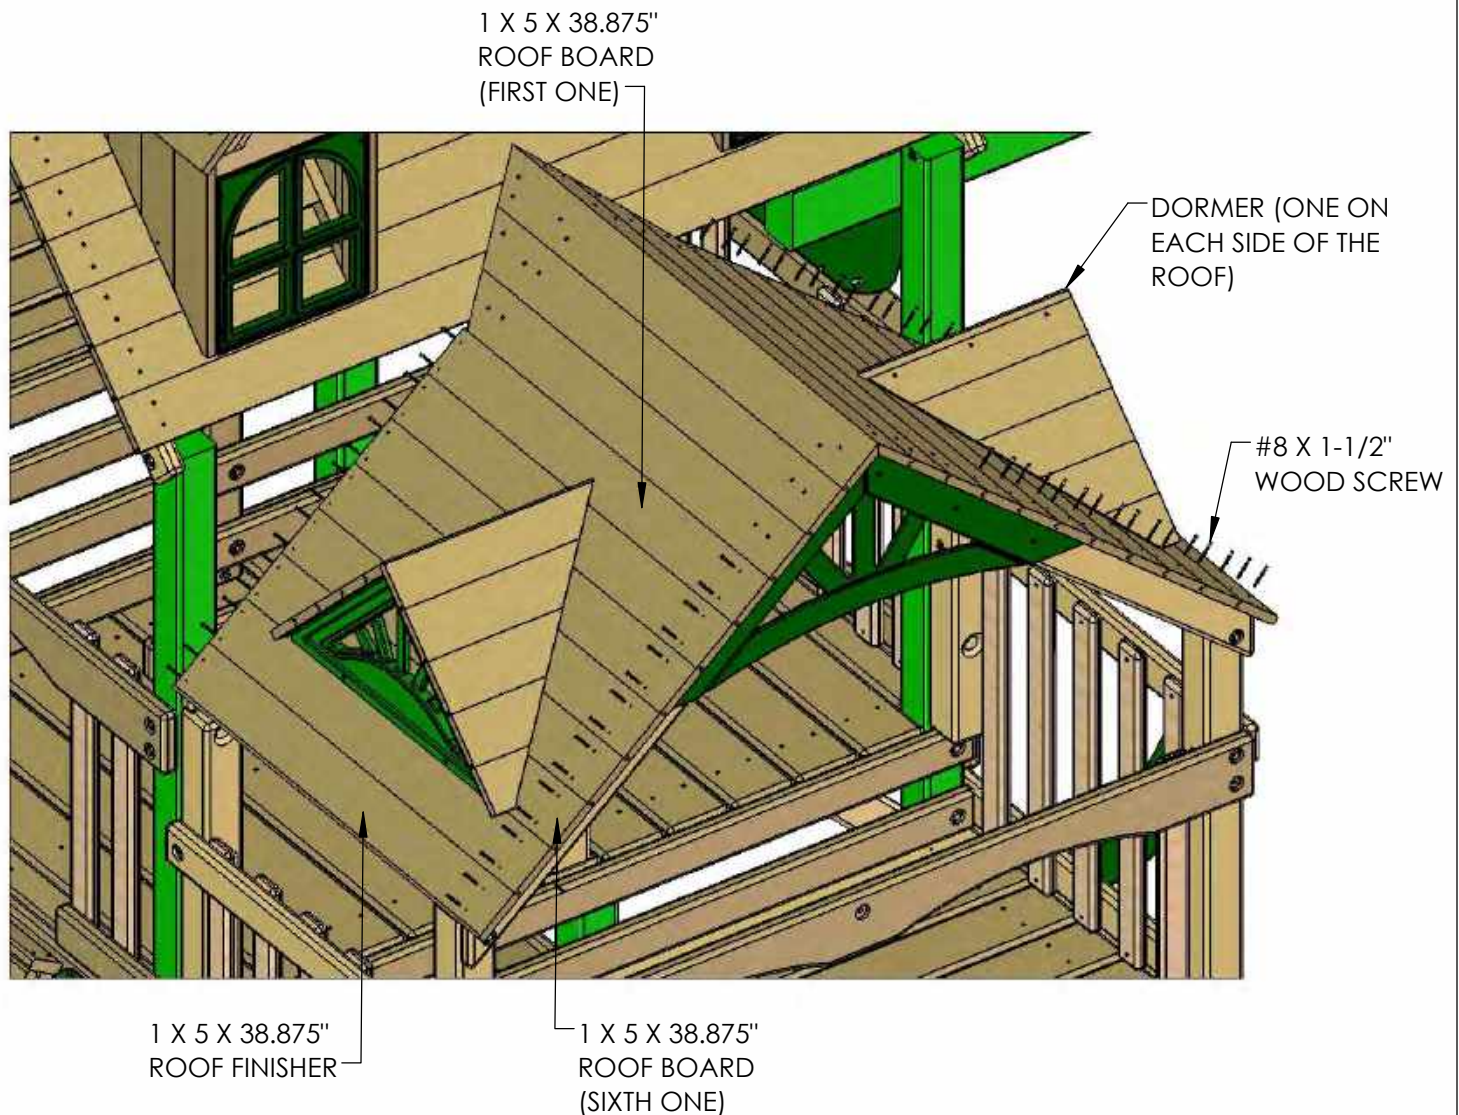 1 X 5 X 38.875"
ROOF BOARD
(FIRST ONE)
DORMER (ONE ON
EACH SIDE OF THE
ROOF)
#8 X 1-1/2"
WOOD SCREW
1 X 5 X 38.875"
ROOF FINISHER
1 X 5 X 38.875"
ROOF BOARD
(SIXTH ONE)